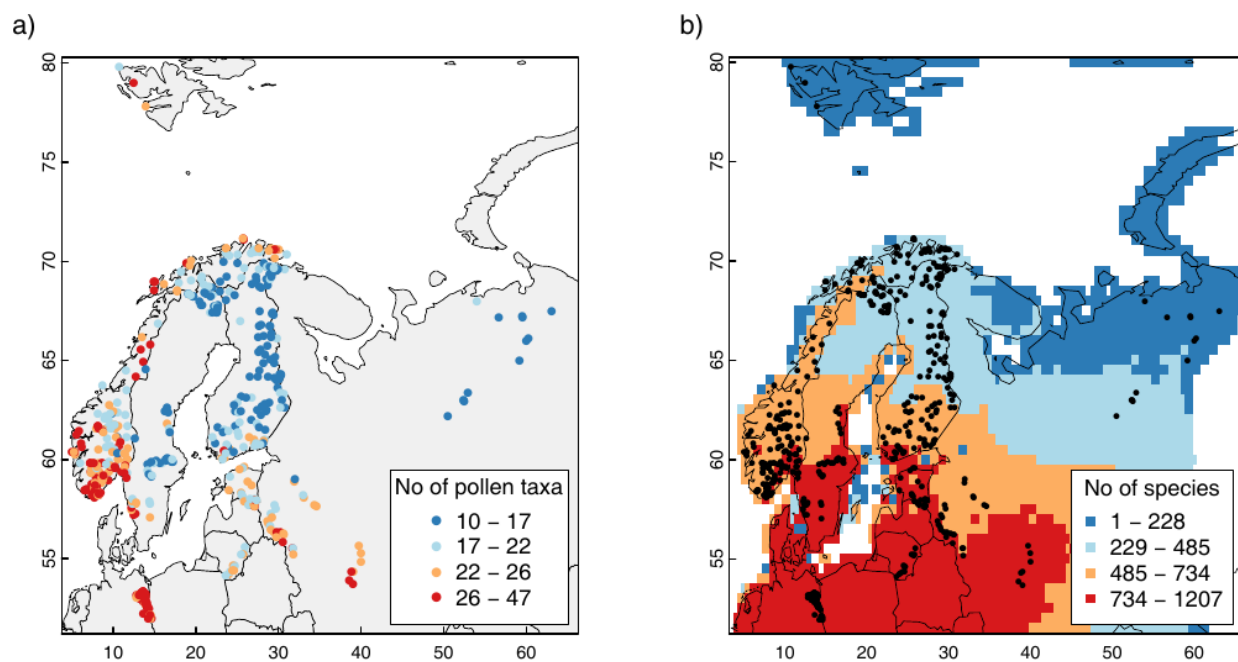 a)
b)
80
75
70
65
60
55
10 20 30 40 50 60
No of pollen taxa
10 – 17
17 – 22
22 – 26
26 – 47
80
75
70
65
60
55
10 20 30 40 50 60
No of species
1 – 228
229 – 485
485 – 734
734 – 1207